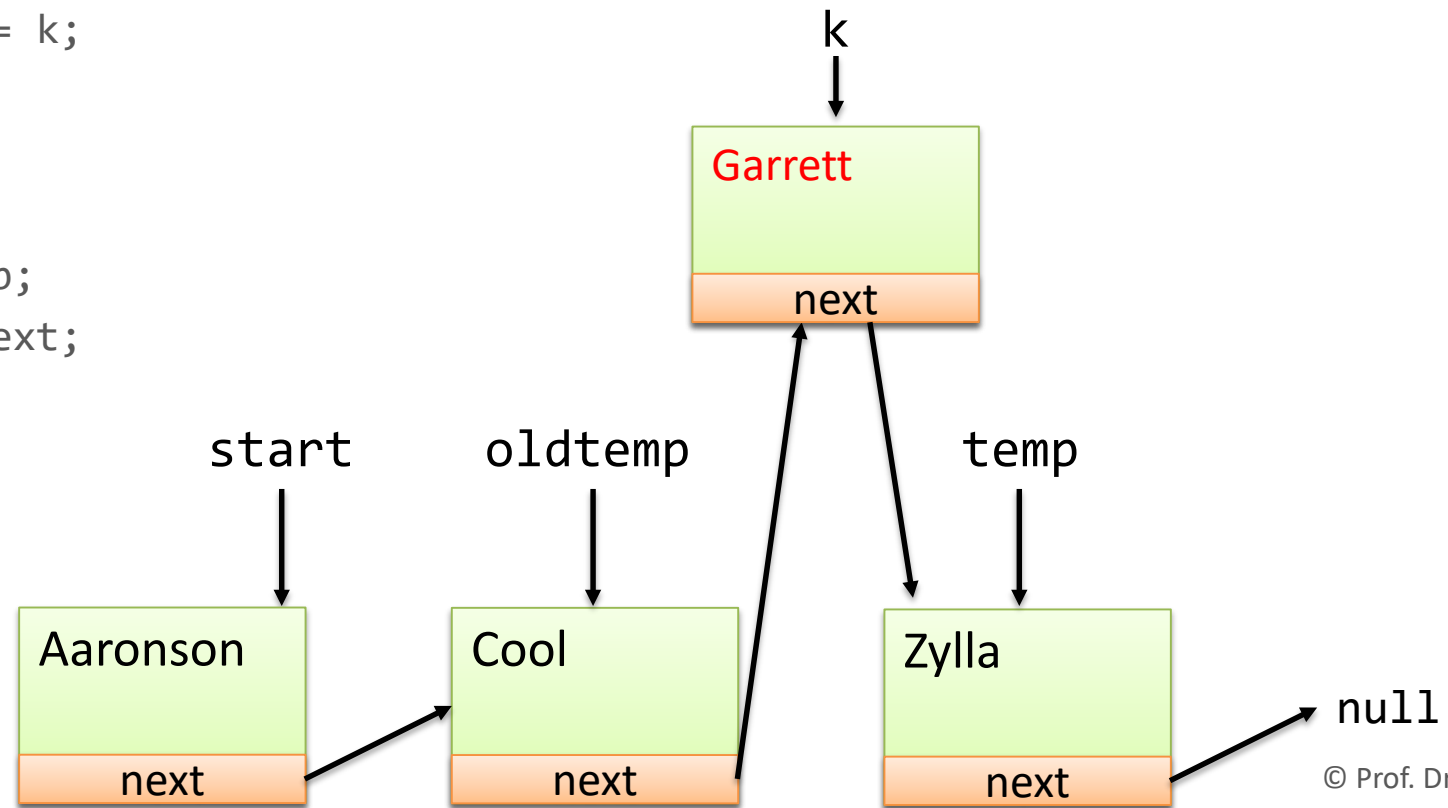 = k;
k
Garrett
next
p;
ext;
start oldtemp temp
Aaronson Cool Zylla
null
next next next
© Prof. Dr